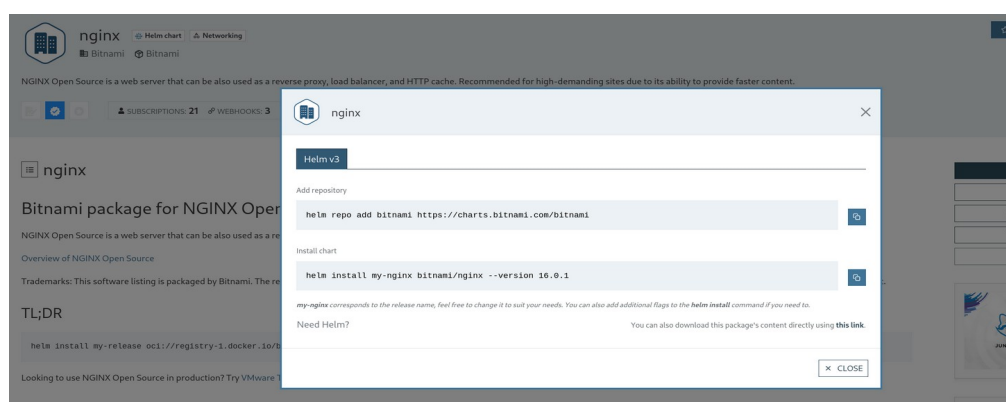 nginx Helm chart Networking
Bitnami Bitnami
NGINX Open Source is a web server that can be also used as a reverse proxy, load balancer, and HTTP cache. Recommended for high-demanding sites due to its ability to provide faster content.
SUBSCRIPTIONS: 21 WEBHOOKS: 3
nginx
Helm v3
Add repository
helm repo add bitnami https://charts.bitnami.com/bitnami
Install chart
helm install my-nginx bitnami/nginx --version 16.0.1
my-nginx corresponds to the release name, feel free to change it to suit your needs. You can also add additional flags to the helm install command if you need to.
Need Helm? You can also download this package's content directly using this link.
CLOSE
nginx
Bitnami package for NGINX Oper
NGINX Open Source is a web server that can be also used as a re
Overview of NGINX Open Source
Trademarks: This software listing is packaged by Bitnami. The re
TL;DR
helm install my-release oci://registry-1.docker.io/b
Looking to use NGINX Open Source in production? Try VMware T
JUN